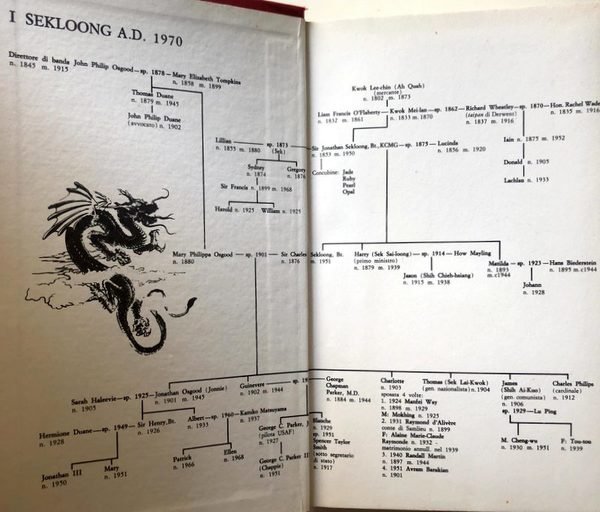 I SEKLOONG A.D. 1970
Direttore di banda John Philip Osgood — sp. 1878 — Mary Elizabeth Tompkins
n. 1845 m. 1915
n. 1858 m. 1899
Thomas Duane
n. 1879 m. 1945
John Philip Duane
(avvocato) n. 1902
Kwok Lee-chin (Ah Quah)
(mercante)
n. 1802 m. 1873
Liam Francis O'Flaherty — Kwok Mei-lan — sp. 1862 — Richard Wheatley — sp. 1870 — Hon. Rachel Wade
n. 1832 m. 1861
n. 1833 m. 1870
(taipan di Derwent)
n. 1837 m. 1916
n. 1835 m. 1916
Iain n. 1875 m. 1952
Donald n. 1905
Lachlan n. 1933
Lillian — sp. 1873 — Sir Jonathan Sekloong, Bt., KCMG — sp. 1875 — Lucinda
n. 1855 m. 1880
(Sek)
n. 1853 m. 1950
n. 1856 m. 1920
Sydney
n. 1874
Gregory
n. 1876
Concubine: Jade
Ruby
Pearl
Opal
Sir Francis n. 1899 m. 1968
Harold n. 1925 William n. 1925
Mary Philippa Osgood — sp. 1901 — Sir Charles Sekloong, Bt.
n. 1880
n. 1876 m. 1951
Harry (Sek Sai-loong) — sp. 1914 — How Mayling
(primo ministro)
n. 1879 m. 1939
Jason (Shih Chieh-hsiang)
n. 1915 m. 1938
Matilda — sp. 1923 — Hans Biederstein
n. 1893
m.c1944
n. 1895 m.c1944
Johann
n. 1928
Sarah Haleevie — sp. 1925 — Jonathan Osgood (Jonnie)
n. 1905
n. 1901 m. 1945
Guinevere sp. 19
n. 1902 m. 1944
George
Chapman
Parker, M.D.
n. 1884 m. 1944
Charlotte
n. 1903
sposata 4 volte:
1. 1924 Manfei Way
n. 1898 m. 1929
M: Mokhing n. 1925
2. 1931 Raymond d'Alivère
conte di Samlieu n. 1899
F: Alaine Marie-Claude
Raymonde n. 1932 -
matrimonio annull. nel 1939
3. 1940 Randall Martin
n. 1897 m. 1944
4. 1951 Avram Barakian
n. 1901
Thomas (Sek Lai-Kwok)
(gen. nazionalista) n. 1904
James
(Shih Ai-Kuo)
(gen. comunista)
n. 1906
sp. 1929 — Lu Ping
M. Cheng-wu
n. 1930 m. 1951
F: Tou-tou
n. 1939
Charles Philips
(cardinale)
n. 1912
Hermione Duane — sp. 1949 — Sir Henry, Bt.
n. 1928
n. 1926
Albert — sp. 1960 — Kazuko Matsuyama
n. 1933
n. 1937
Jonathan III
n. 1950
Mary
n. 1951
Patrick
n. 1966
Ellen
n. 1968
George C. Parker, J
(pilota USAF)
n. 1927
George C. Parker II
(Chappie)
n. 1951
Blanche
n. 1929
sp. 1951
Spencer Taylor
Smith
(sotto segretario
di stato)
n. 1917